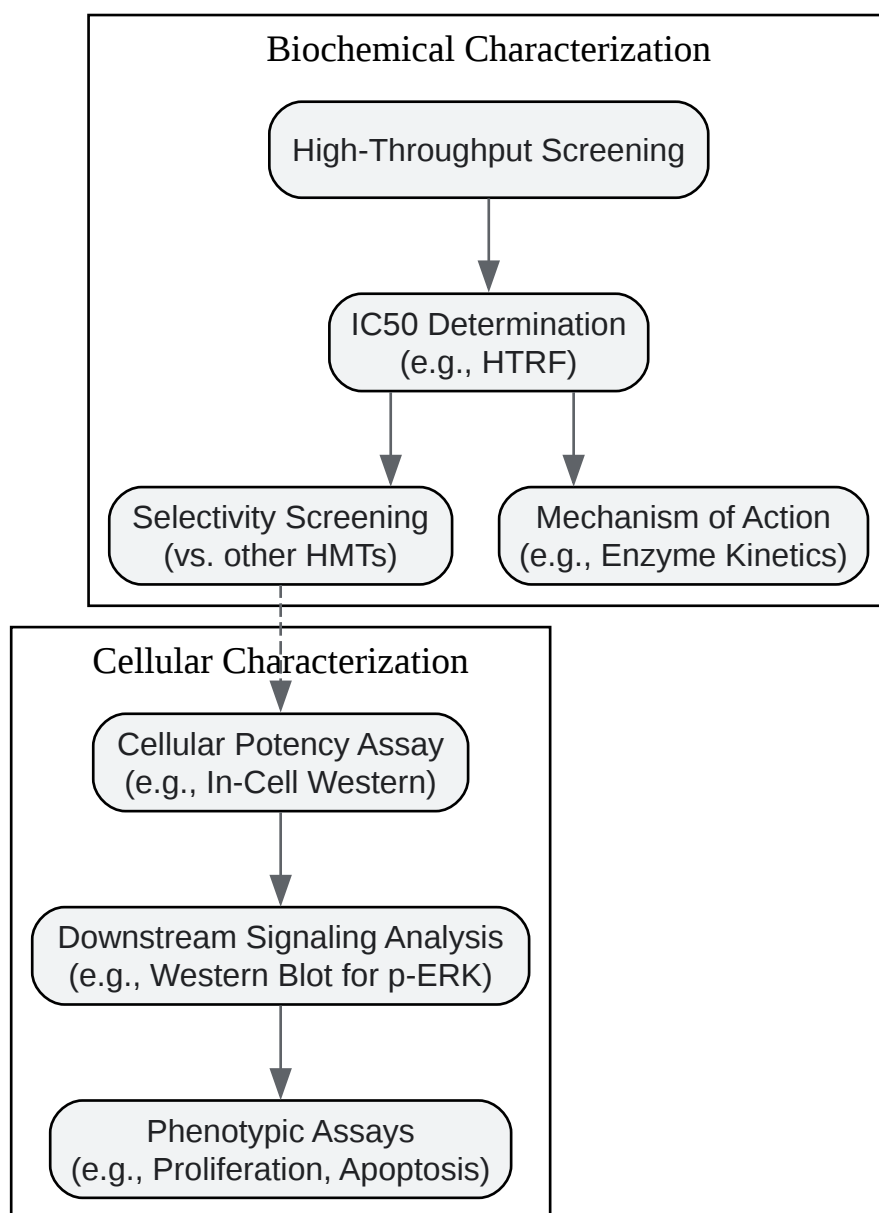 Biochemical Characterization
High-Throughput Screening
IC50 Determination
(e.g., HTRF)
Selectivity Screening
(vs. other HMTs)
Mechanism of Action
(e.g., Enzyme Kinetics)
Cellular Characterization
Cellular Potency Assay
(e.g., In-Cell Western)
Downstream Signaling Analysis
(e.g., Western Blot for p-ERK)
Phenotypic Assays
(e.g., Proliferation, Apoptosis)